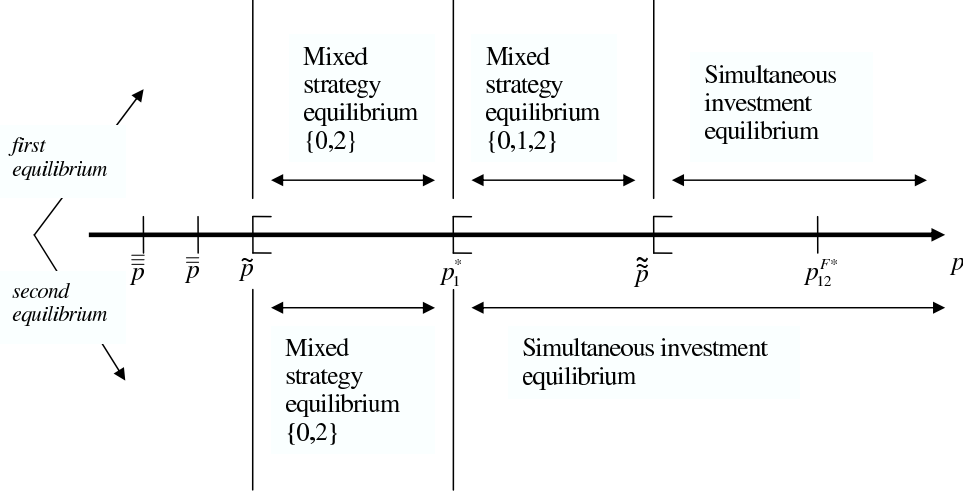 Mixed
strategy
equilibrium
{0,2}
Mixed
strategy
equilibrium
{0,1,2}
Simultaneous
investment
equilibrium
first
equilibrium
p̿̄ p̿ p̃ p₁* p̃̃ p₁₂ᶠ* p
second
equilibrium
Mixed
strategy
equilibrium
{0,2}
Simultaneous investment
equilibrium